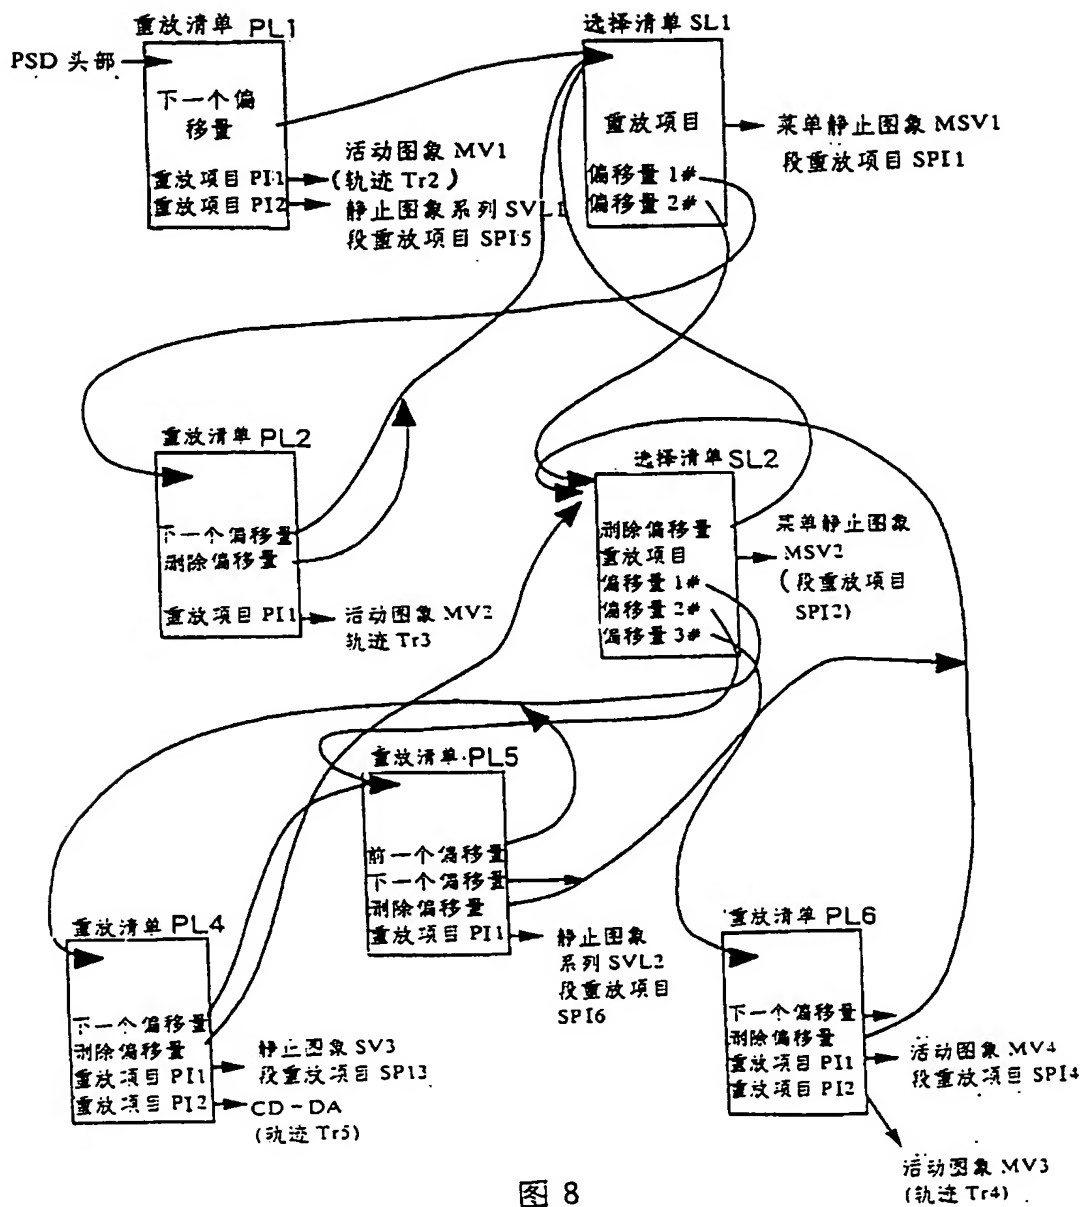 重放清单 PL1
PSD 头部
下一个偏
移量
重放项目 PI1
重放项目 PI2
活动图象 MV1
(轨迹 Tr2)
静止图象系列 SVL1
段重放项目 SPI5
选择清单 SL1
重放项目
偏移量 1#
偏移量 2#
菜单静止图象 MSV1
段重放项目 SPI1
重放清单 PL2
下一个偏移量
删除偏移量
重放项目 PI1
活动图象 MV2
轨迹 Tr3
选择清单 SL2
删除偏移量
重放项目
偏移量 1#
偏移量 2#
偏移量 3#
菜单静止图象
MSV2
(段重放项目
SPI2)
重放清单 PL5
前一个偏移量
下一个偏移量
删除偏移量
重放项目 PI1
静止图象
系列 SVL2
段重放项目
SPI6
重放清单 PL4
下一个偏移量
删除偏移量
重放项目 PI1
重放项目 PI2
静止图象 SV3
段重放项目 SP13
CD-DA
(轨迹 Tr5)
重放清单 PL6
下一个偏移量
删除偏移量
重放项目 PI1
重放项目 PI2
活动图象 MV4
段重放项目 SPI4
活动图象 MV3
(轨迹 Tr4)
图 8